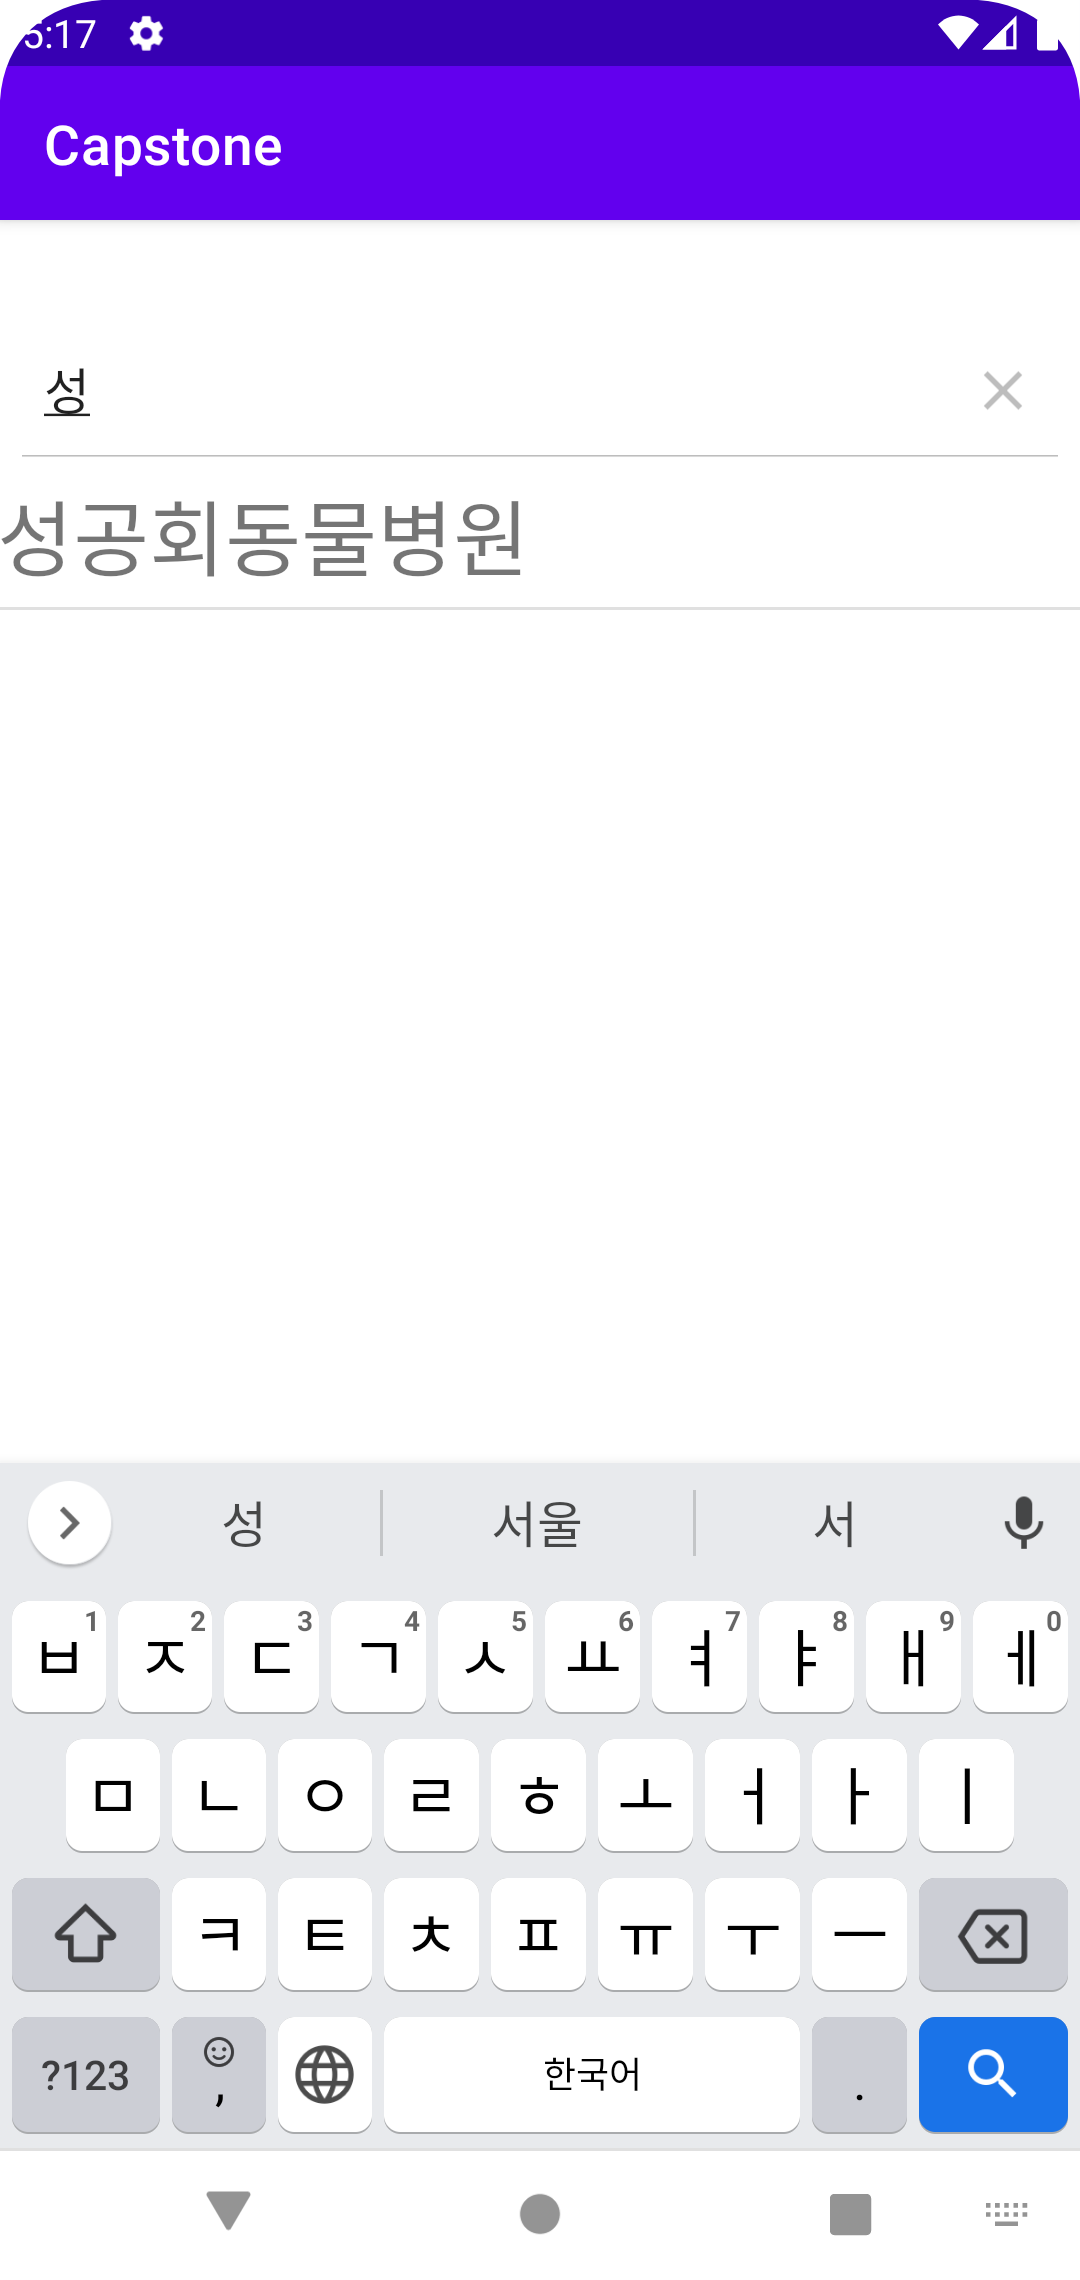 5:17
Capstone
성
성공회동물병원
성 서울 서
1 2 3 4 5 6 7 8 9 0
ㅂ ㅈ ㄷ ㄱ ㅅ ㅛ ㅕ ㅑ ㅐ ㅔ
ㅁ ㄴ ㅇ ㄹ ㅎ ㅗ ㅓ ㅏ ㅣ
ㅋ ㅌ ㅊ ㅍ ㅠ ㅜ ㅡ
?123 , 한국어 .